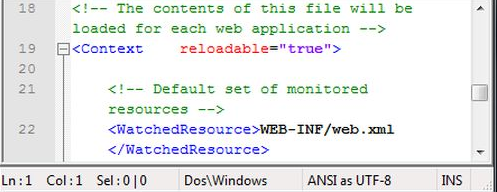 18 <!-- The contents of this file will be
loaded for each web application -->
19 <Context reloadable="true">
20
21 <!-- Default set of monitored
resources -->
22 <WatchedResource>WEB-INF/web.xml
</WatchedResource>
Ln:1 Col:1 Sel:0|0 Dos\Windows ANSI as UTF-8 INS